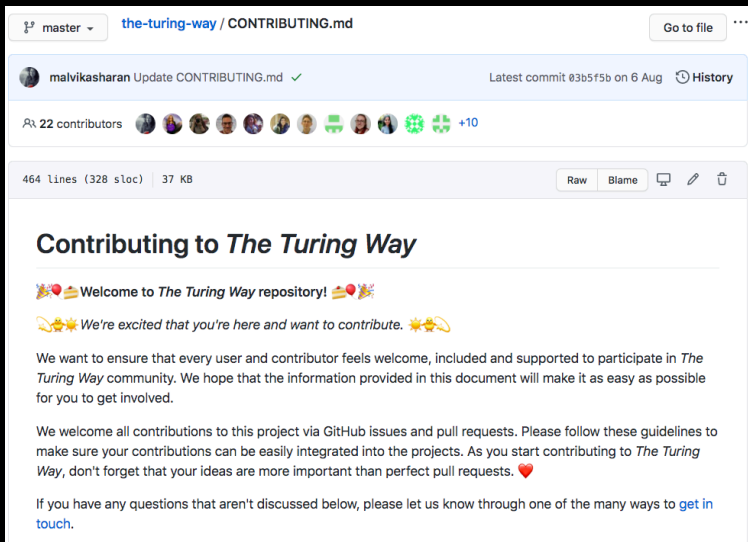 master
the-turing-way / CONTRIBUTING.md
Go to file
malvikasharan Update CONTRIBUTING.md
Latest commit 03b5f5b on 6 Aug
History
22 contributors
+10
464 lines (328 sloc)
37 KB
Raw
Blame
Contributing to The Turing Way
🎉🎈🍰Welcome to The Turing Way repository! 🍰🎈🎉
💫🐥☀️We're excited that you're here and want to contribute. ☀️🐥💫
We want to ensure that every user and contributor feels welcome, included and supported to participate in The
Turing Way community. We hope that the information provided in this document will make it as easy as possible
for you to get involved.
We welcome all contributions to this project via GitHub issues and pull requests. Please follow these guidelines to
make sure your contributions can be easily integrated into the projects. As you start contributing to The Turing
Way, don't forget that your ideas are more important than perfect pull requests. ❤️
If you have any questions that aren't discussed below, please let us know through one of the many ways to get in
touch.